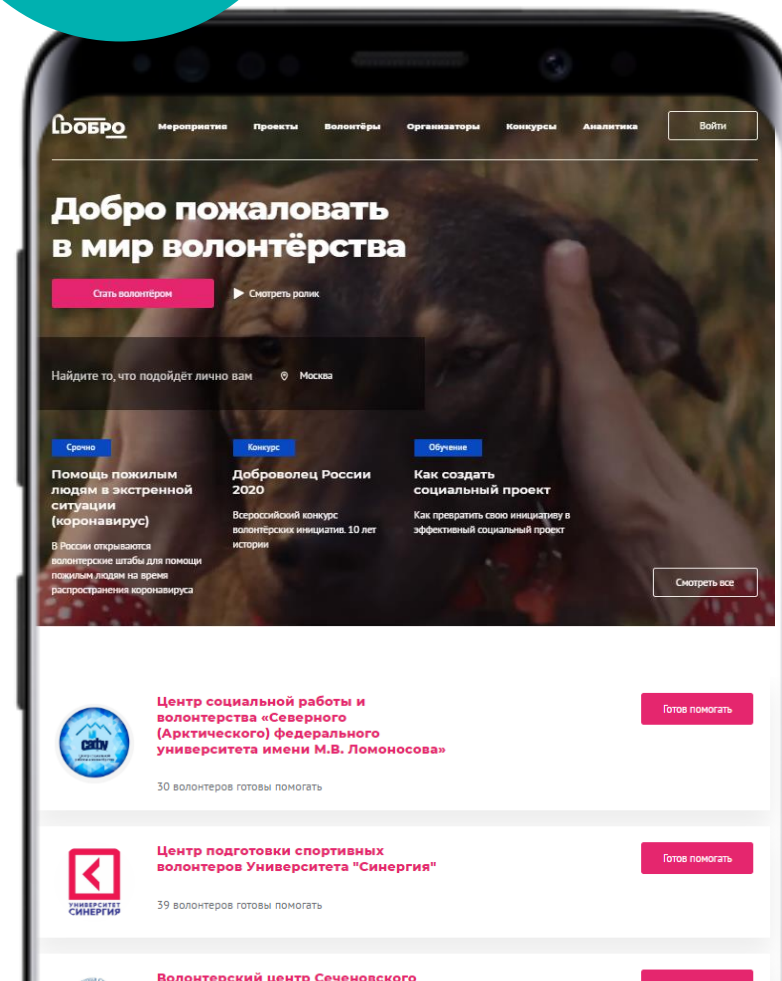 ДОБРО
Мероприятия Проекты Волонтёры Организаторы Конкурсы Аналитика Войти
Добро пожаловать
в мир волонтёрства
Стать волонтёром Смотреть ролик
Найдите то, что подойдёт лично вам Москва
Срочно
Помощь пожилым
людям в экстренной
ситуации
(коронавирус)
В России открываются
волонтерские штабы для помощи
пожилым людям на время
распространения коронавируса
Конкурс
Доброволец России
2020
Всероссийский конкурс
волонтёрских инициатив. 10 лет
истории
Обучение
Как создать
социальный проект
Как превратить свою инициативу в
эффективный социальный проект
Смотреть все
сафу
Центр социальной работы и
волонтерства «Северного
(Арктического) федерального
университета имени М.В. Ломоносова»
30 волонтеров готовы помогать
Готов помогать
УНИВЕРСИТЕТ
СИНЕРГИЯ
Центр подготовки спортивных
волонтеров Университета "Синергия"
39 волонтеров готовы помогать
Готов помогать
Волонтерский центр Сеченовского